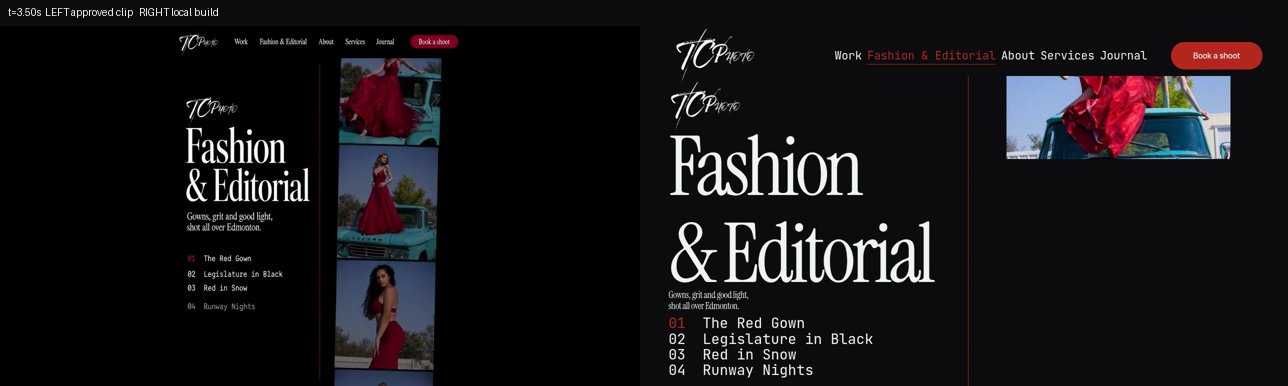 t=3.50s LEFT approved clip RIGHT local build
TCPHOTO Work Fashion & Editorial About Services Journal Book a shoot
TCPHOTO
Fashion
& Editorial
Gowns, grit and good light,
shot all over Edmonton.
01 The Red Gown
02 Legislature in Black
03 Red in Snow
04 Runway Nights
TCPHOTO Work Fashion & Editorial About Services Journal Book a shoot
TCPHOTO
Fashion
& Editorial
Gowns, grit and good light,
shot all over Edmonton.
01 The Red Gown
02 Legislature in Black
03 Red in Snow
04 Runway Nights